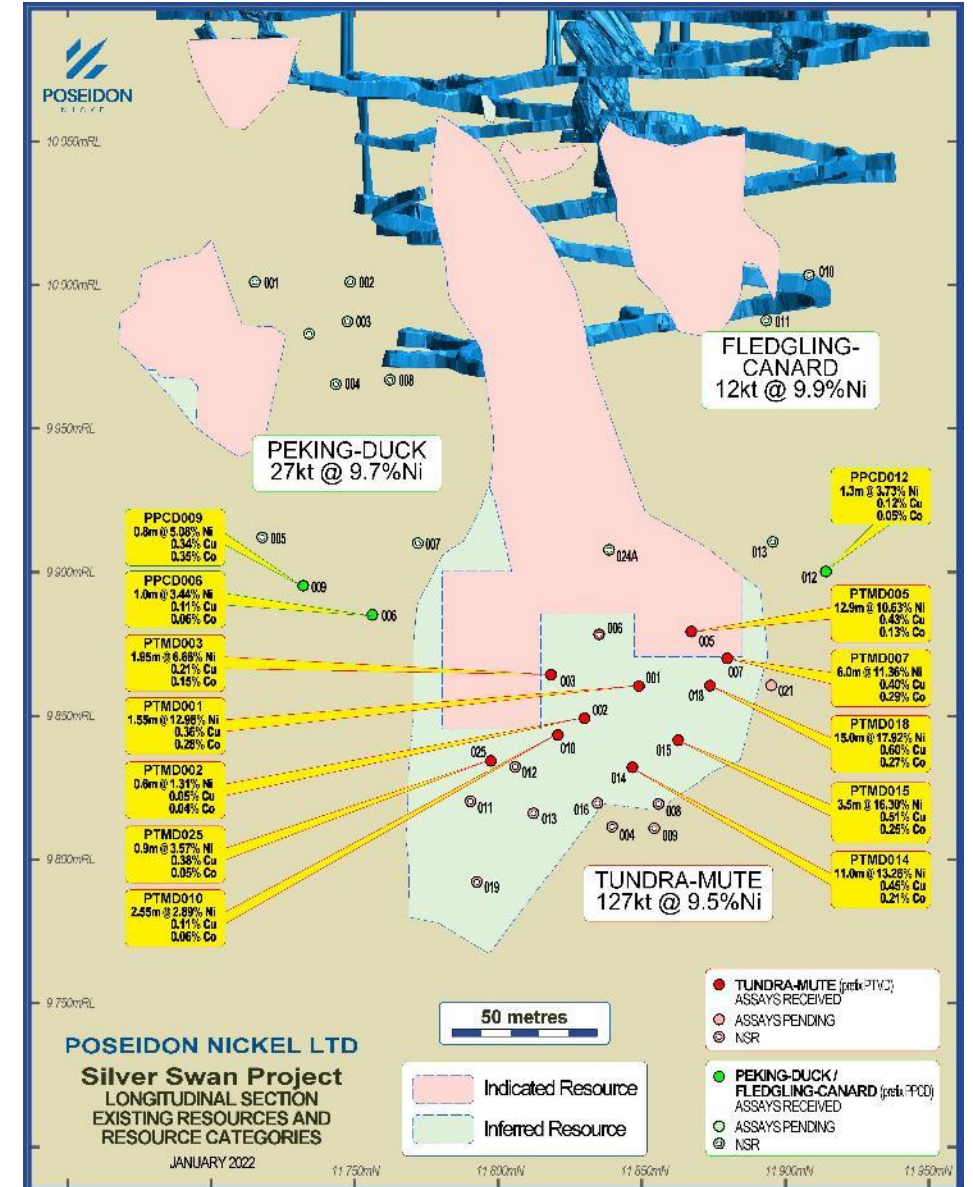 POSEIDON
NICKE
10 050mRL
10 000mRL
9 950mRL
9 900mRL
9 850mRL
9 800mRL
9 750mRL
001
002
003
004
008
010
011
FLEDGLING-
CANARD
12kt @ 9.9%Ni
PEKING-DUCK
27kt @ 9.7%Ni
PPCD009
0.8m @ 5.08% Ni
0.34% Cu
0.35% Co
PPCD006
1.0m @ 3.44% Ni
0.11% Cu
0.06% Co
PTMD003
1.95m @ 6.66% Ni
0.21% Cu
0.15% Co
PTMD001
1.55m @ 12.98% Ni
0.36% Cu
0.28% Co
PTMD002
0.6m @ 1.31% Ni
0.05% Cu
0.04% Co
PTMD025
0.9m @ 3.57% Ni
0.38% Cu
0.05% Co
PTMD010
2.55m @ 2.89% Ni
0.11% Cu
0.06% Co
005
007
024A
013
012
009
006
006
005
007
003
001
018
021
002
010
015
025
012
014
011
013
016
008
004
009
019
PPCD012
1.3m @ 3.73% Ni
0.12% Cu
0.05% Co
PTMD005
12.9m @ 10.63% Ni
0.43% Cu
0.13% Co
PTMD007
6.0m @ 11.36% Ni
0.40% Cu
0.29% Co
PTMD018
15.0m @ 17.92% Ni
0.60% Cu
0.27% Co
PTMD015
3.5m @ 16.30% Ni
0.51% Cu
0.25% Co
PTMD014
11.0m @ 13.26% Ni
0.45% Cu
0.21% Co
TUNDRA-MUTE
127kt @ 9.5%Ni
50 metres
POSEIDON NICKEL LTD
Silver Swan Project
LONGITUDINAL SECTION
EXISTING RESOURCES AND
RESOURCE CATEGORIES
JANUARY 2022
Indicated Resource
Inferred Resource
TUNDRA-MUTE (prefix PTMD)
ASSAYS RECEIVED
ASSAYS PENDING
NSR
PEKING-DUCK /
FLEDGLING-CANARD (prefix PPCD)
ASSAYS RECEIVED
ASSAYS PENDING
NSR
11 750mN
11 800mN
11 850mN
11 900mN
11 950mN